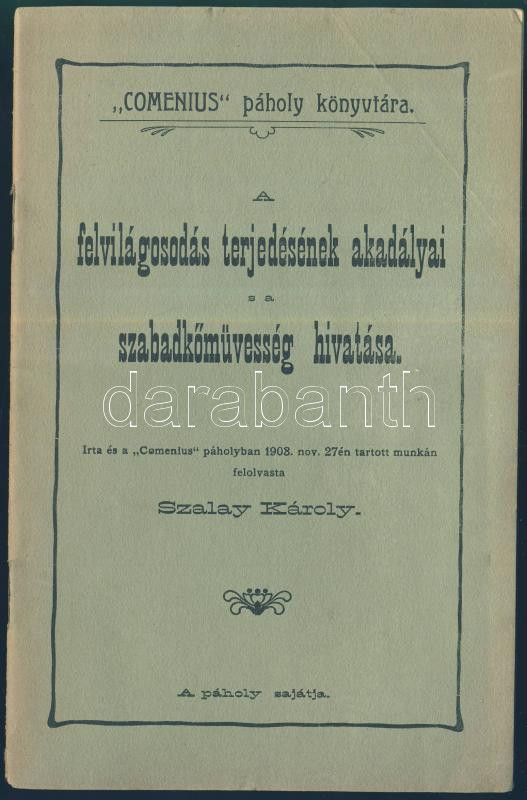 „COMENIUS" páholy könyvtára.
A
felvilágosodás terjedésének akadályai
s a
szabadkőmüvesség hivatása.
darabanth
Irta és a „Comenius" páholyban 1908. nov. 27én tartott munkán
felolvasta
Szalay Károly.
A páholy sajátja.